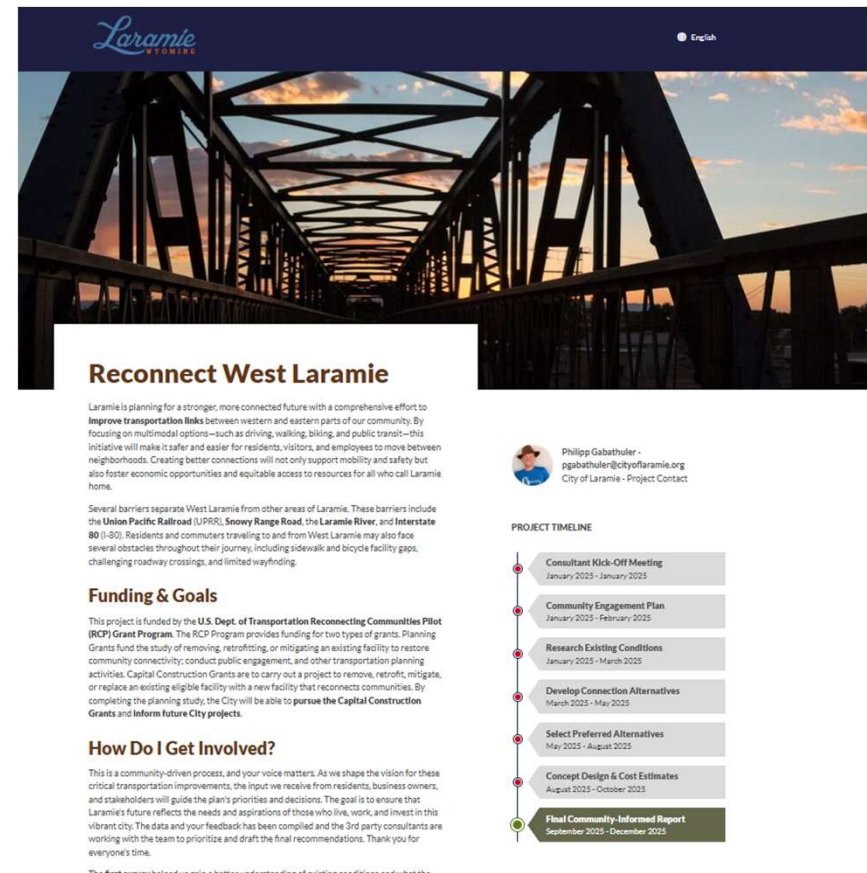 Laramie
WYOMING
English
Reconnect West Laramie
Laramie is planning for a stronger, more connected future with a comprehensive effort to
improve transportation links between western and eastern parts of our community. By
focusing on multimodal options—such as driving, walking, biking, and public transit—this
initiative will make it safer and easier for residents, visitors, and employees to move between
neighborhoods. Creating better connections will not only support mobility and safety but
also foster economic opportunities and equitable access to resources for all who call Laramie
home.
Several barriers separate West Laramie from other areas of Laramie. These barriers include
the Union Pacific Railroad (UPRR), Snowy Range Road, the Laramie River, and Interstate
80 (I-80). Residents and commuters traveling to and from West Laramie may also face
several obstacles throughout their journey, including sidewalk and bicycle facility gaps,
challenging roadway crossings, and limited wayfinding.
Funding & Goals
This project is funded by the U.S. Dept. of Transportation Reconnecting Communities Pilot
(RCP) Grant Program. The RCP Program provides funding for two types of grants. Planning
Grants fund the study of removing, retrofitting, or mitigating an existing facility to restore
community connectivity; conduct public engagement, and other transportation planning
activities. Capital Construction Grants are to carry out a project to remove, retrofit, mitigate,
or replace an existing eligible facility with a new facility that reconnects communities. By
completing the planning study, the City will be able to pursue the Capital Construction
Grants and inform future City projects.
How Do I Get Involved?
This is a community-driven process, and your voice matters. As we shape the vision for these
critical transportation improvements, the input we receive from residents, business owners,
and stakeholders will guide the plan's priorities and decisions. The goal is to ensure that
Laramie's future reflects the needs and aspirations of those who live, work, and invest in this
vibrant city. The data and your feedback has been compiled and the 3rd party consultants are
working with the team to prioritize and draft the final recommendations. Thank you for
everyone's time.
Philipp Gabathuler -
pgabathuler@cityoflaramie.org
City of Laramie - Project Contact
PROJECT TIMELINE
Consultant Kick-Off Meeting
January 2025 - January 2025
Community Engagement Plan
January 2025 - February 2025
Research Existing Conditions
January 2025 - March 2025
Develop Connection Alternatives
March 2025 - May 2025
Select Preferred Alternatives
May 2025 - August 2025
Concept Design & Cost Estimates
August 2025 - October 2025
Final Community-Informed Report
September 2025 - December 2025